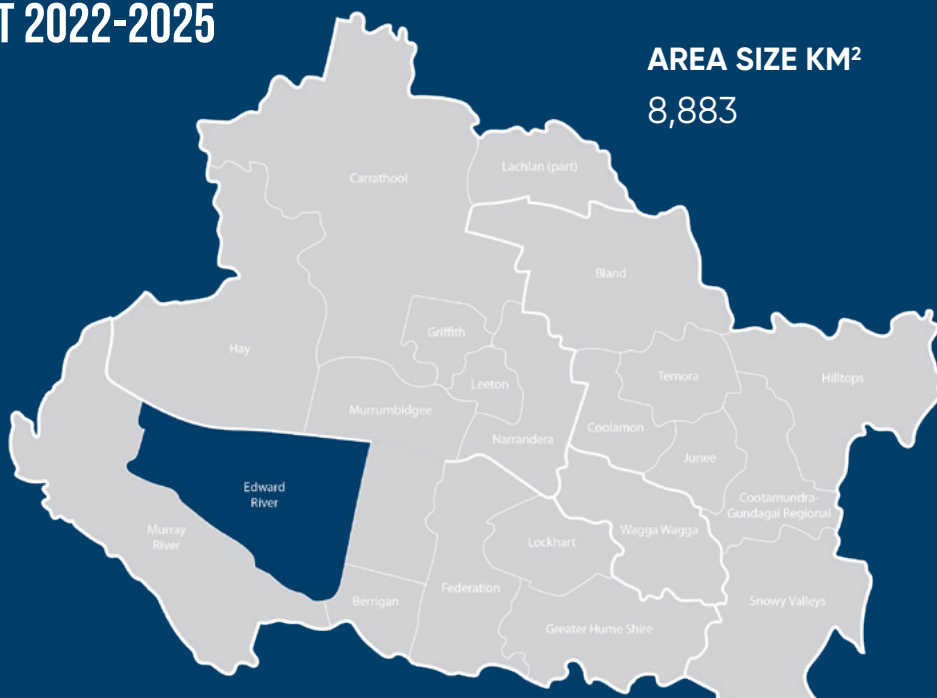 T 2022-2025
AREA SIZE KM²
8,883
Lachlan (part)
Carrathool
Bland
Griffith
Hay
Ternora
Hilltops
Leeton
Murrumbidgee
Coolamon
Narrandera
Junee
Edward
River
Cootamundra-
Gundagai Regional
Murray
River
Wagga Wagga
Lockhart
Federation
Berrigan
Snowy Valleys
Greater Hume Shire